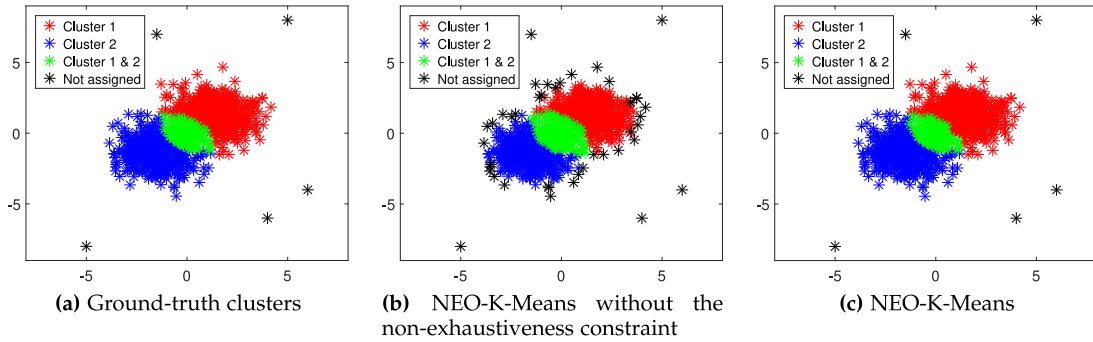 Cluster 1
Cluster 2
Cluster 1 & 2
Not assigned
5
0
-5
-5
0
5
(a) Ground-truth clusters
Cluster 1
Cluster 2
Cluster 1 & 2
Not assigned
5
0
-5
-5
0
5
(b) NEO-K-Means without the
non-exhaustiveness constraint
Cluster 1
Cluster 2
Cluster 1 & 2
Not assigned
5
0
-5
-5
0
5
(c) NEO-K-Means